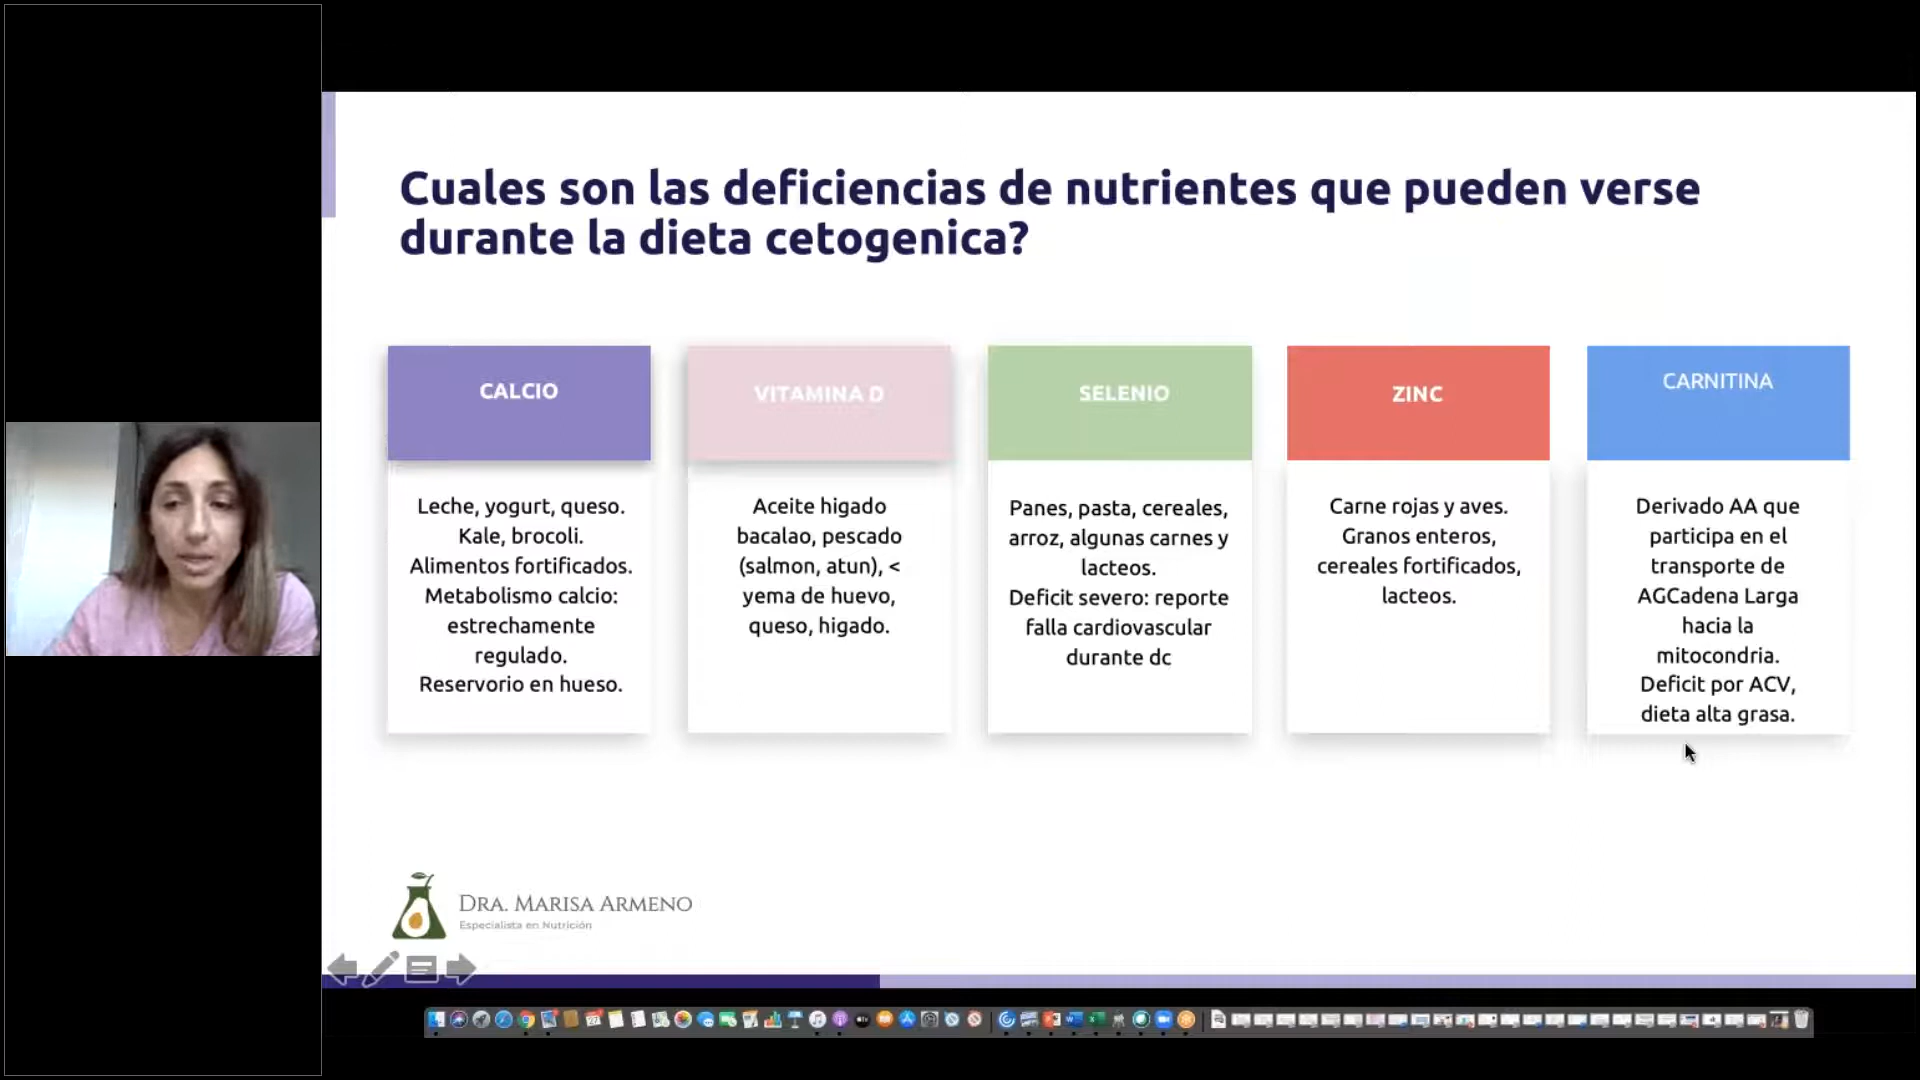 Cuales son las deficiencias de nutrientes que pueden verse
durante la dieta cetogenica?
CALCIO
Leche, yogurt, queso.
Kale, brocoli.
Alimentos fortificados.
Metabolismo calcio:
estrechamente
regulado.
Reservorio en hueso.
VITAMINA D
Aceite higado
bacalao, pescado
(salmon, atun), <
yema de huevo,
queso, higado.
SELENIO
Panes, pasta, cereales,
arroz, algunas carnes y
lacteos.
Deficit severo: reporte
falla cardiovascular
durante dc
ZINC
Carne rojas y aves.
Granos enteros,
cereales fortificados,
lacteos.
CARNITINA
Derivado AA que
participa en el
transporte de
AGCadena Larga
hacia la
mitocondria.
Deficit por ACV,
dieta alta grasa.
DRA. MARISA ARMENO
Especialista en Nutrición